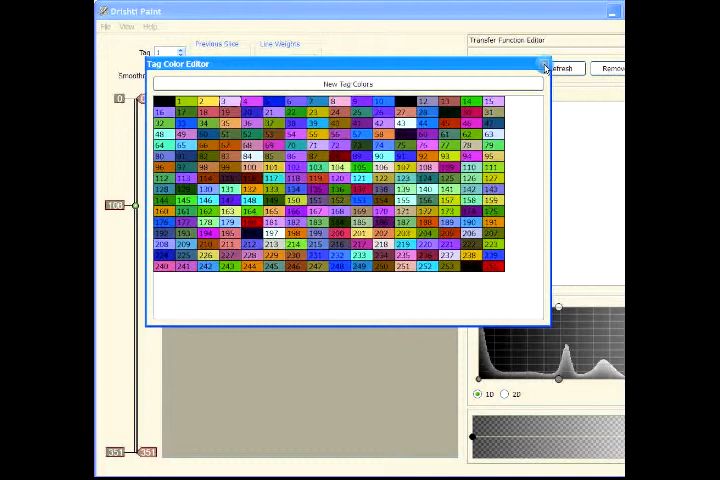 Drishti Paint
File View Help
Tag 1 Previous Slice Line Weights
Transfer Function Editor
Tag Color Editor
New Tag Colors
1 2 3 4 5 6 7 8 9 10 12 13 14 15
16 17 18 19 20 21 22 23 24 25 26 27 28 30 31
32 33 34 35 36 37 38 39 40 41 42 43 44 45 46 47
48 49 50 51 52 53 54 55 56 57 58 60 61 62 63
64 65 66 67 68 69 70 71 72 73 74 75 76 77 78 79
80 82 83 84 85 86 87 89 90 91 92 93 94 95
96 97 98 99 100 101 102 103 104 105 106 107 108 109 110 111
112 113 114 115 116 117 118 119 120 121 122 123 124 125 126 127
128 129 130 131 132 133 134 135 136 137 138 139 140 141 142 143
144 145 146 147 148 149 150 151 152 153 154 155 156 157 158 159
160 161 162 163 164 165 166 167 168 169 170 171 172 173 174 175
176 177 178 179 180 181 182 183 184 185 186 187 188 189 190 191
192 193 194 195 197 198 199 200 201 202 203 204 205 206 207
208 209 210 211 212 213 214 215 216 217 218 219 220 221 222 223
224 225 226 227 228 229 230 231 232 233 234 235 236 237 238 239
240 241 242 243 244 245 246 247 248 249 250 251 252 253
0
100
1D 2D
351 351